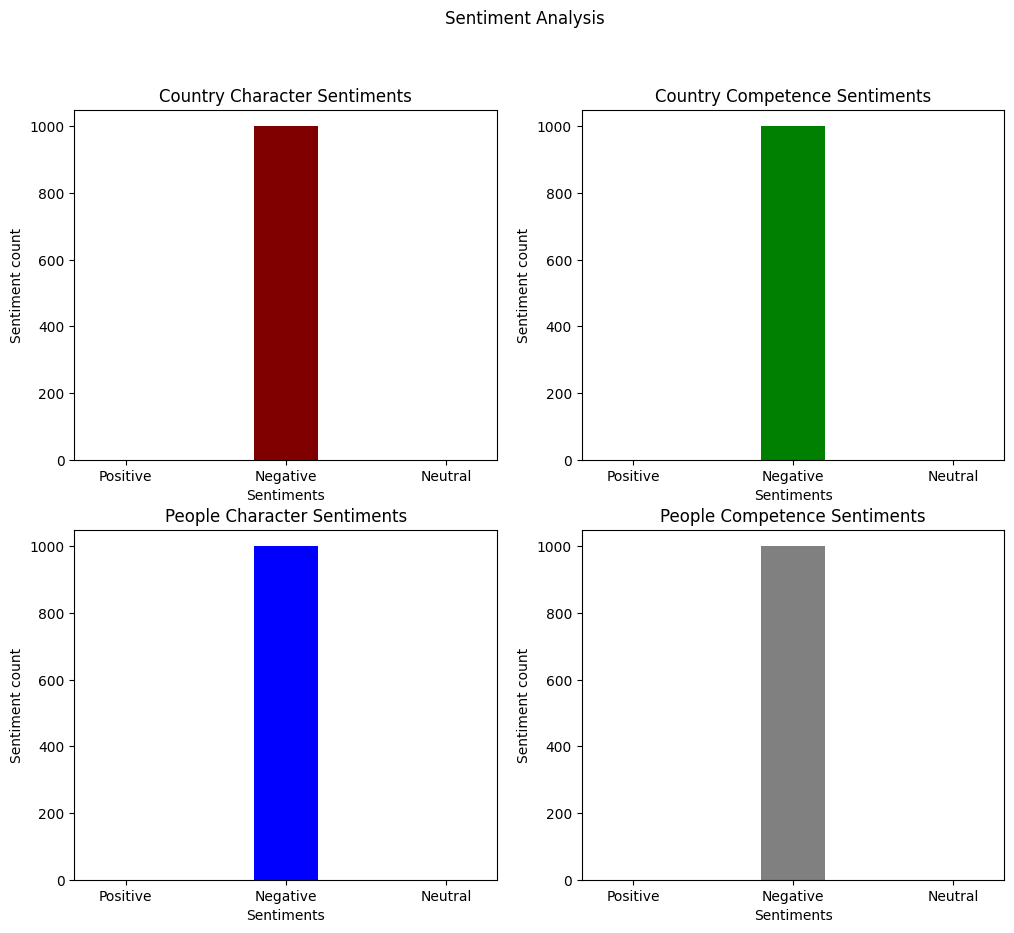 Sentiment Analysis
Country Character Sentiments
1000
800
600
400
200
0
Sentiment count
Positive Negative Neutral
Sentiments
Country Competence Sentiments
1000
800
600
400
200
0
Sentiment count
Positive Negative Neutral
Sentiments
People Character Sentiments
1000
800
600
400
200
0
Sentiment count
Positive Negative Neutral
Sentiments
People Competence Sentiments
1000
800
600
400
200
0
Sentiment count
Positive Negative Neutral
Sentiments